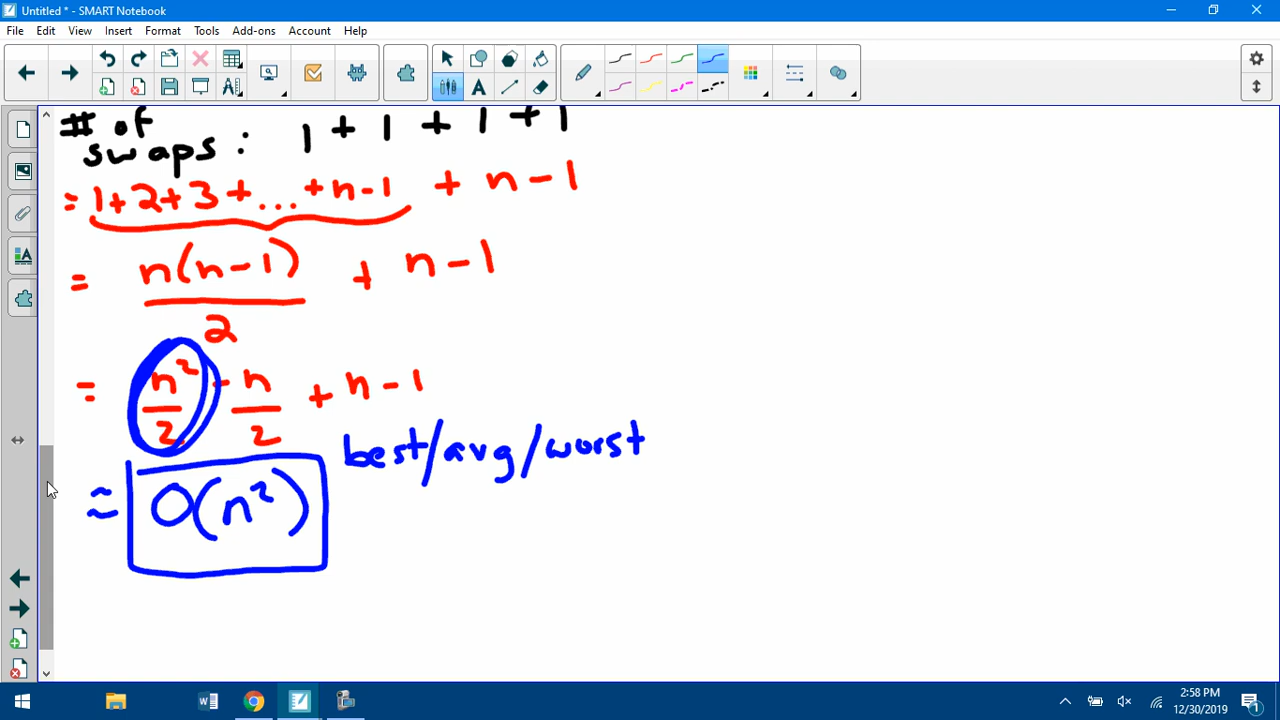 Untitled * - SMART Notebook
File Edit View Insert Format Tools Add-ons Account Help
# of
swaps: 1 + 1 + 1 + 1
= 1+2+3+...+n-1 + n-1
= n(n-1)/2 + n-1
= n²/2 - n/2 + n-1
best/avg/worst
≈ O(n²)
2:58 PM
12/30/2019